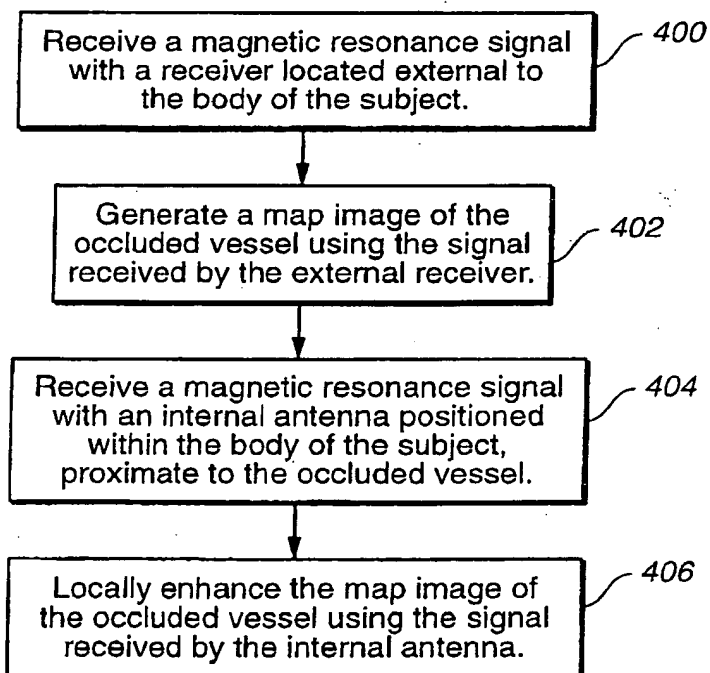 Receive a magnetic resonance signal
with a receiver located external to
the body of the subject.
400
Generate a map image of the
occluded vessel using the signal
received by the external receiver.
402
Receive a magnetic resonance signal
with an internal antenna positioned
within the body of the subject,
proximate to the occluded vessel.
404
Locally enhance the map image of
the occluded vessel using the signal
received by the internal antenna.
406